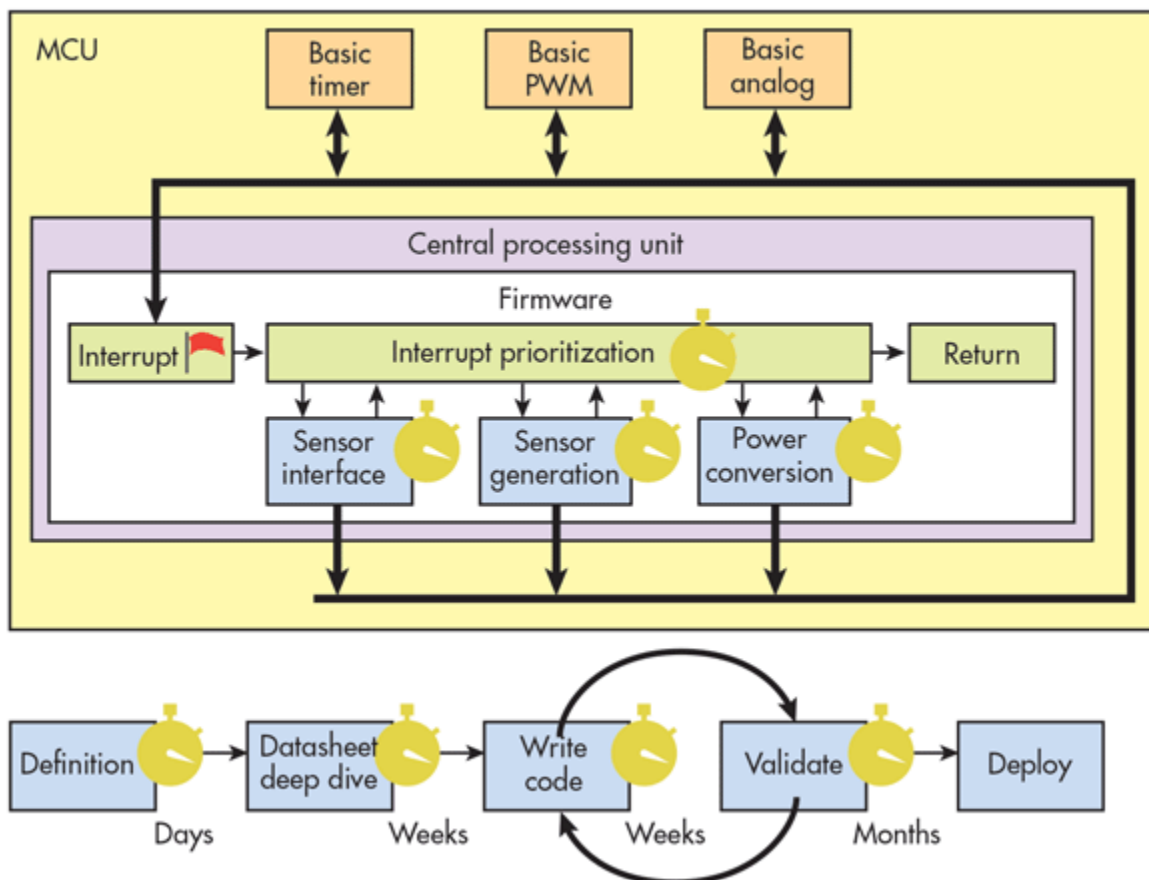 MCU
Basic
timer
Basic
PWM
Basic
analog
Central processing unit
Firmware
Interrupt
Interrupt prioritization
Return
Sensor
interface
Sensor
generation
Power
conversion
Definition
Datasheet
deep dive
Write
code
Validate
Deploy
Days
Weeks
Weeks
Months